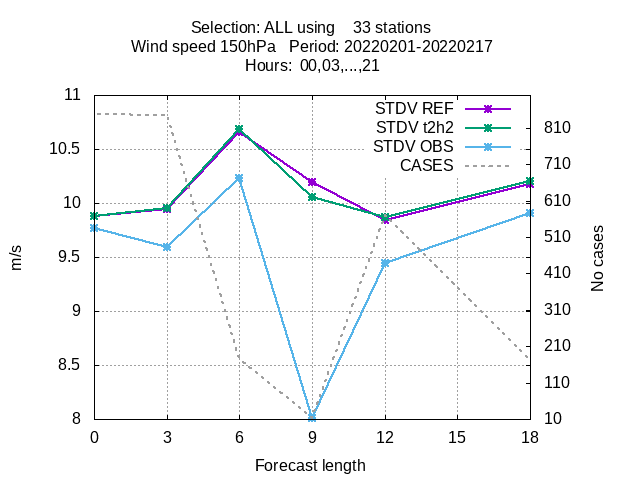 Selection: ALL using    33 stations
Wind speed 150hPa   Period: 20220201-20220217
Hours:  00,03,...,21
STDV REF
STDV t2h2
STDV OBS
CASES
11
10.5
10
9.5
9
8.5
8
m/s
810
710
610
510
410
310
210
110
10
No cases
0 3 6 9 12 15 18
Forecast length